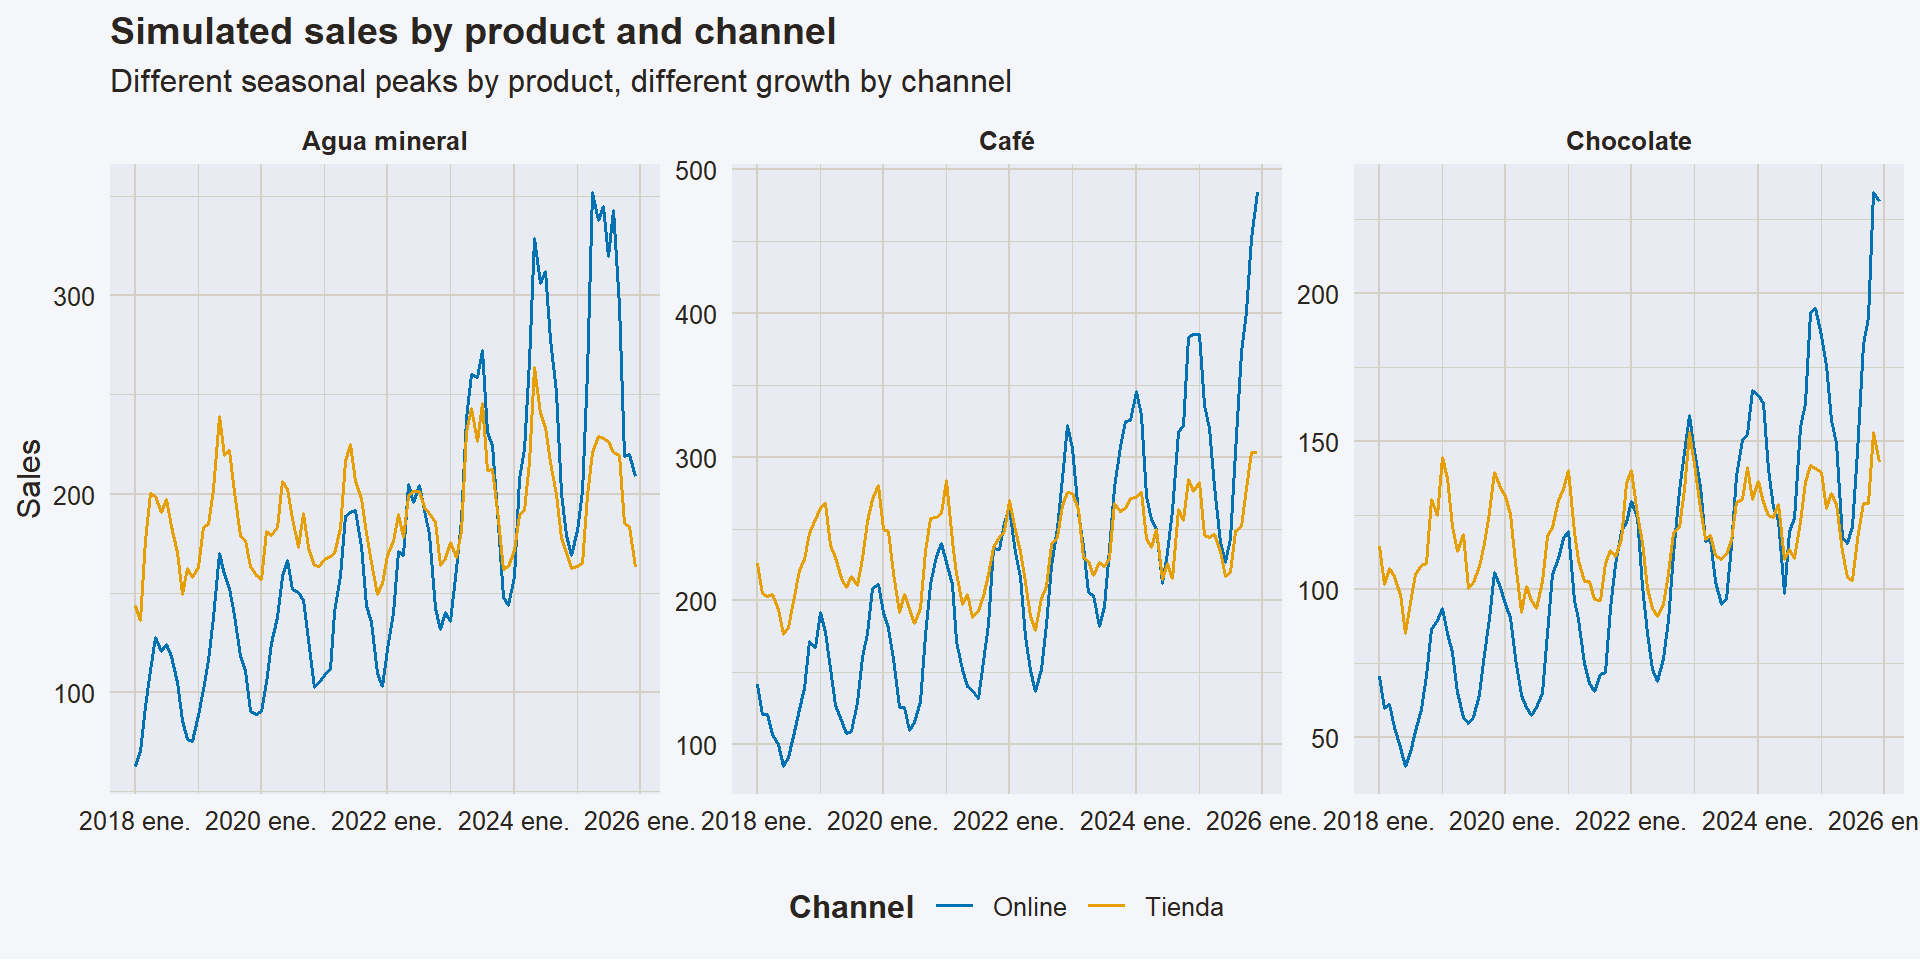 Simulated sales by product and channel
Different seasonal peaks by product, different growth by channel
Agua mineral
Café
Chocolate
Sales
300
200
100
500
400
300
200
100
200
150
100
50
2018 ene. 2020 ene. 2022 ene. 2024 ene. 2026 ene.
2018 ene. 2020 ene. 2022 ene. 2024 ene. 2026 ene.
2018 ene. 2020 ene. 2022 ene. 2024 ene. 2026 en
Channel Online Tienda